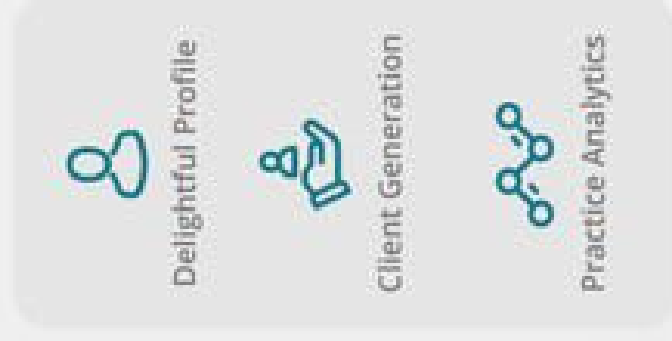 Delightful Profile
Client Generation
Practice Analytics